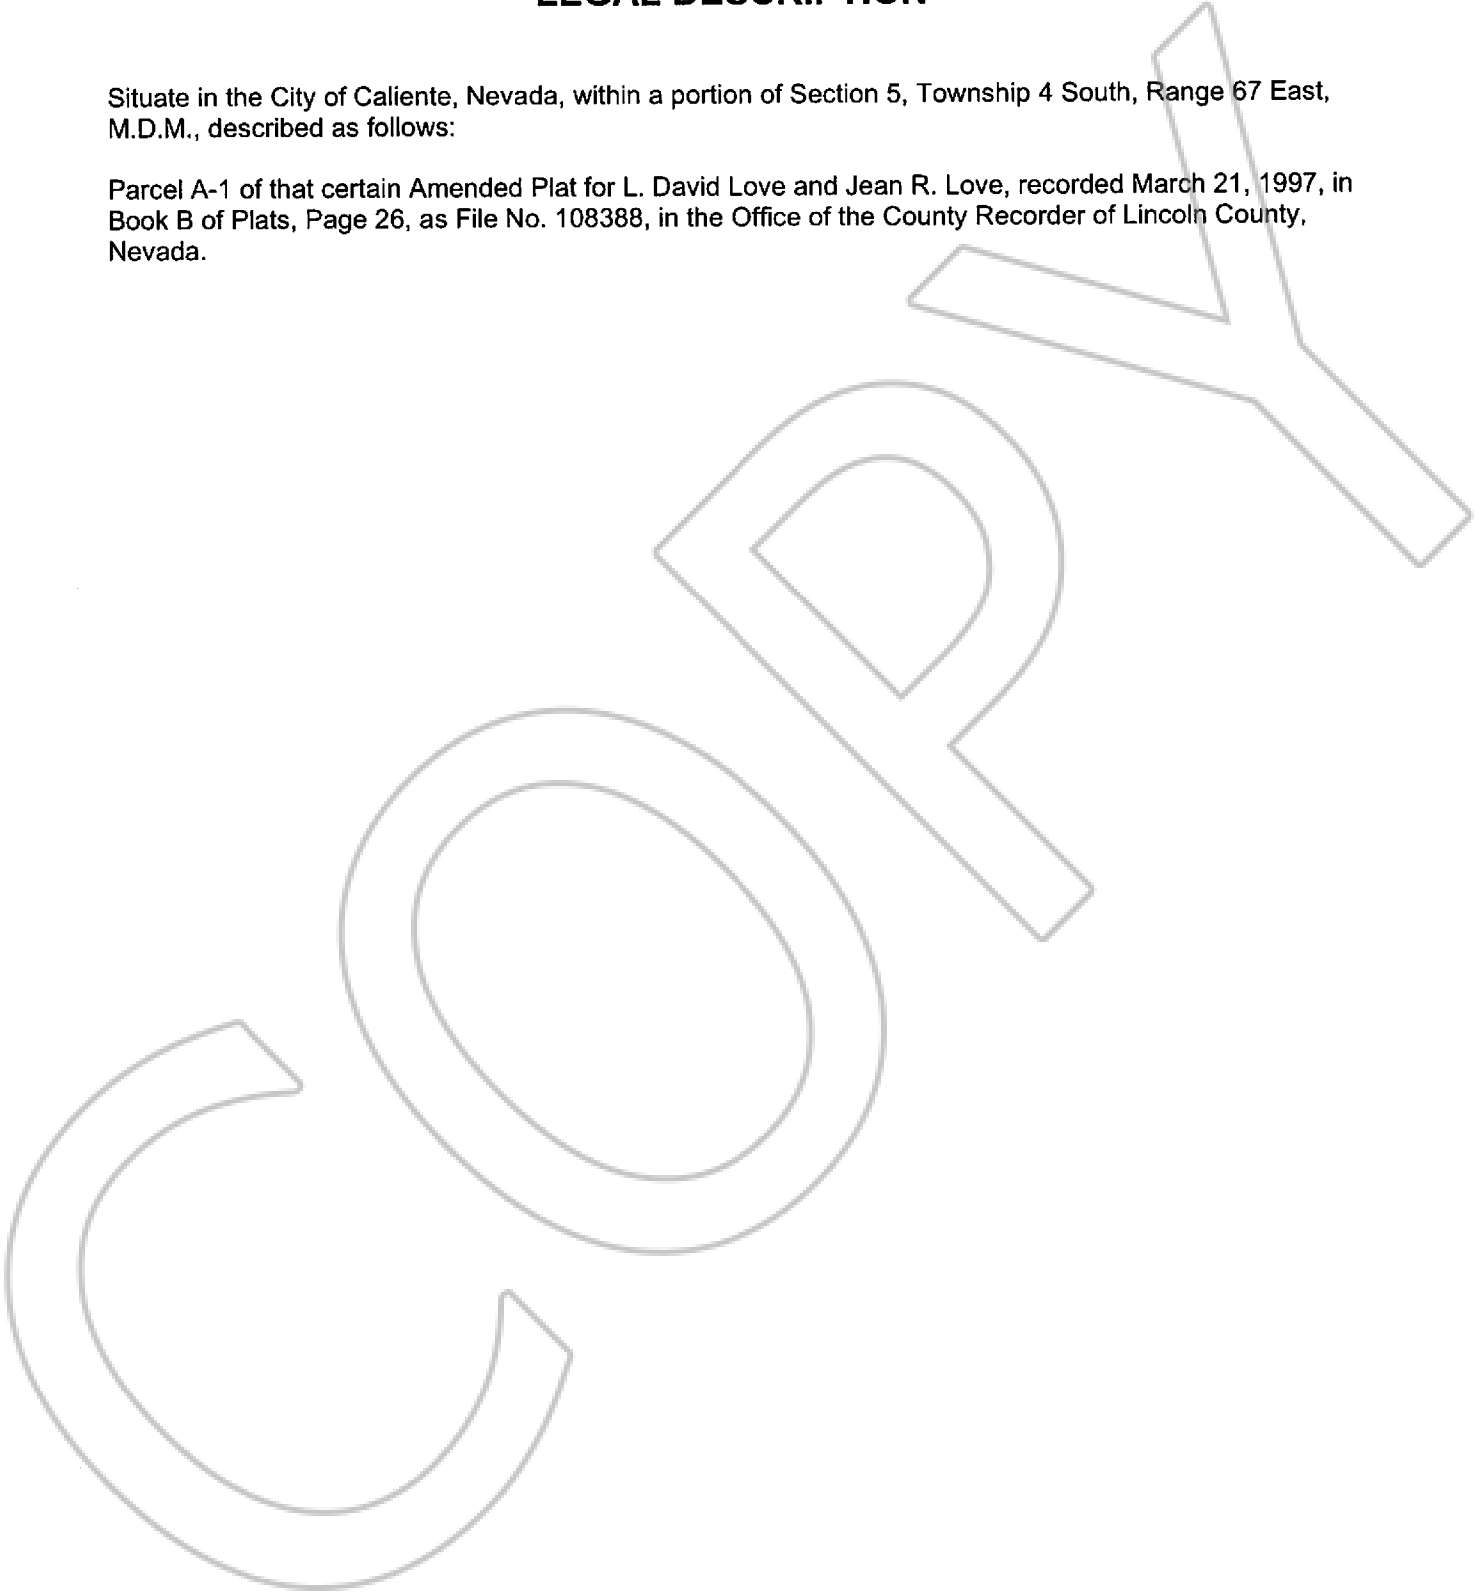 LEGAL DESCRIPTION
Situate in the City of Caliente, Nevada, within a portion of Section 5, Township 4 South, Range 67 East,
M.D.M., described as follows:
Parcel A-1 of that certain Amended Plat for L. David Love and Jean R. Love, recorded March 21, 1997, in
Book B of Plats, Page 26, as File No. 108388, in the Office of the County Recorder of Lincoln County,
Nevada.
COPY